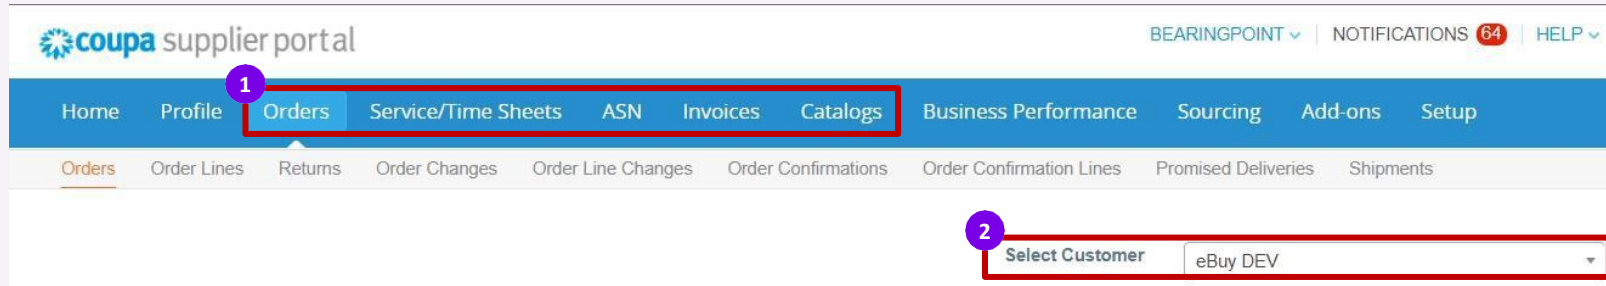 coupa supplier portal
BEARINGPOINT NOTIFICATIONS 64 HELP
1
Home Profile Orders Service/Time Sheets ASN Invoices Catalogs Business Performance Sourcing Add-ons Setup
Orders Order Lines Returns Order Changes Order Line Changes Order Confirmations Order Confirmation Lines Promised Deliveries Shipments
2
Select Customer eBuy DEV